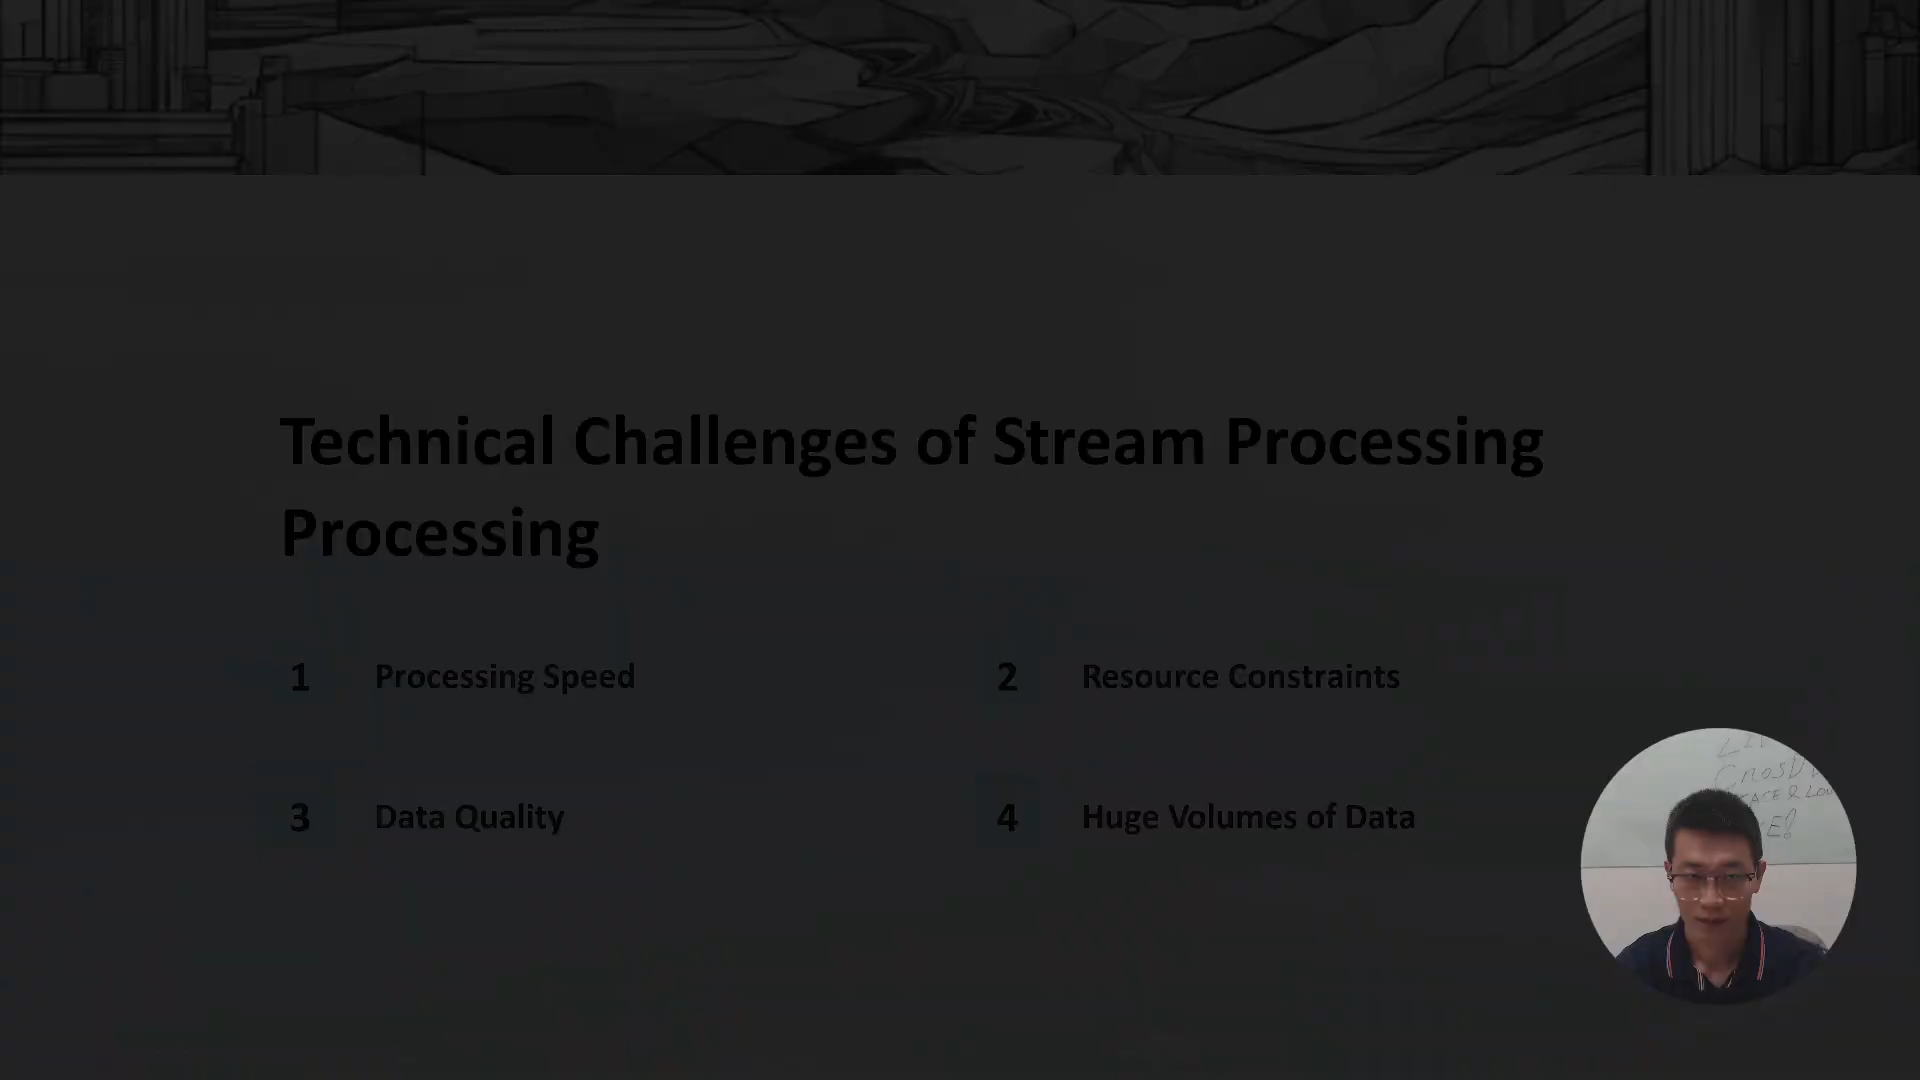 Technical Challenges of Stream Processing
Processing
1 Processing Speed
2 Resource Constraints
3 Data Quality
4 Huge Volumes of Data